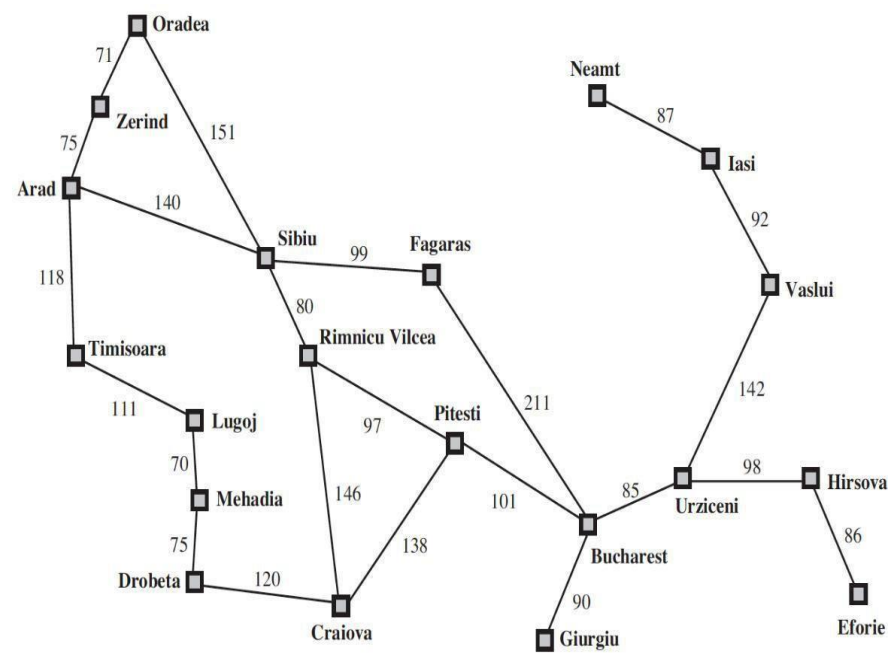 Oradea
71
Neamt
Zerind
87
151
75
Iasi
Arad
140
92
Sibiu
Fagaras
99
118
Vaslui
80
Timisoara
Rimnicu Vilcea
142
111
Pitesti
211
Lugoj
97
70
98
Hirsova
146
85
Mehadia
101
Urziceni
86
75
138
Bucharest
120
Drobeta
90
Craiova
Giurgiu
Eforie